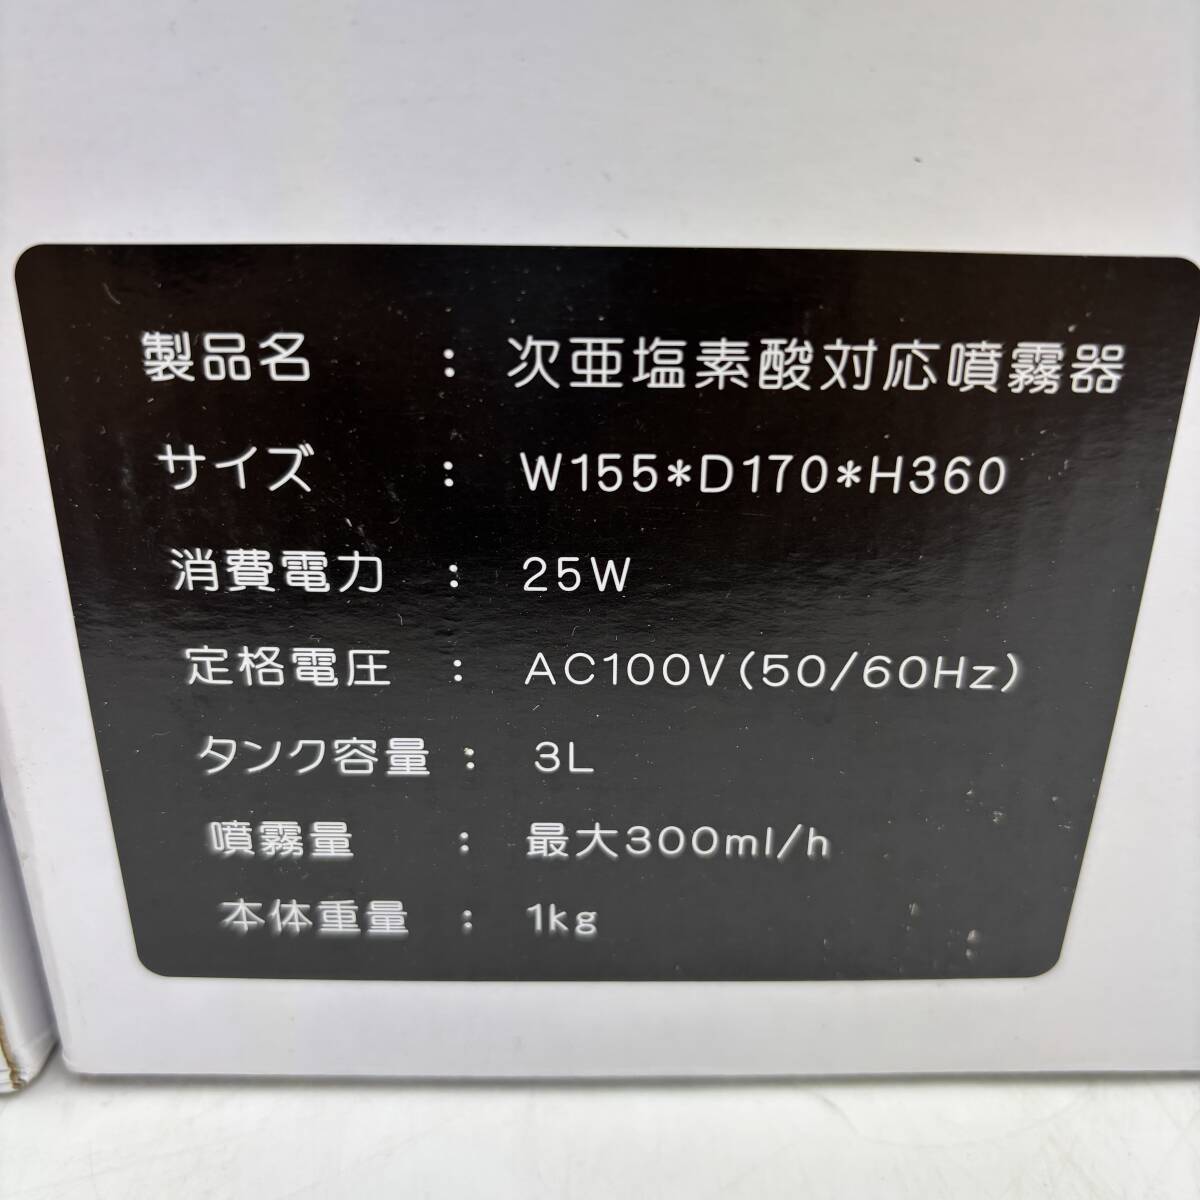 製品名 : 次亜塩素酸対応噴霧器
サイズ : W155*D170*H360
消費電力 : 25W
定格電圧 : AC100V(50/60Hz)
タンク容量 : 3L
噴霧量 : 最大300ml/h
本体重量 : 1kg